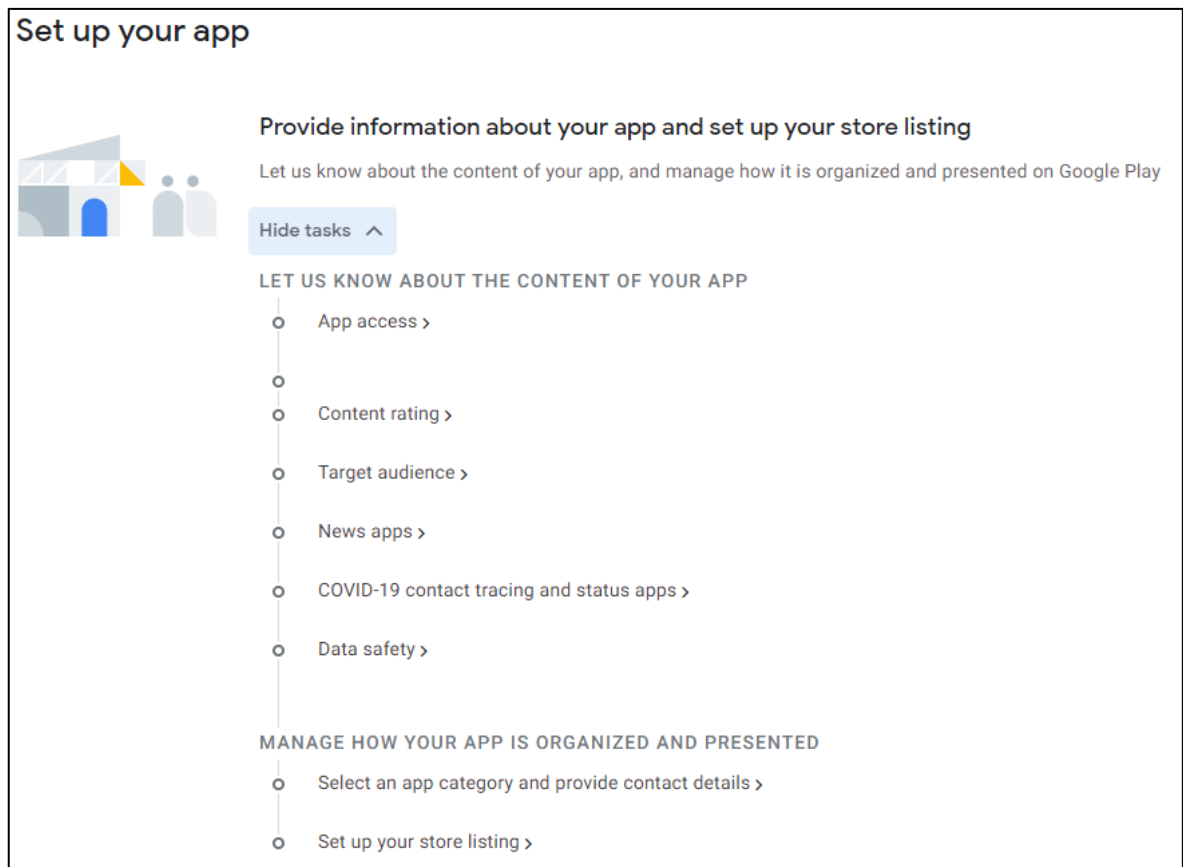 Set up your app
Provide information about your app and set up your store listing
Let us know about the content of your app, and manage how it is organized and presented on Google Play
Hide tasks
LET US KNOW ABOUT THE CONTENT OF YOUR APP
App access
Content rating
Target audience
News apps
COVID-19 contact tracing and status apps
Data safety
MANAGE HOW YOUR APP IS ORGANIZED AND PRESENTED
Select an app category and provide contact details
Set up your store listing